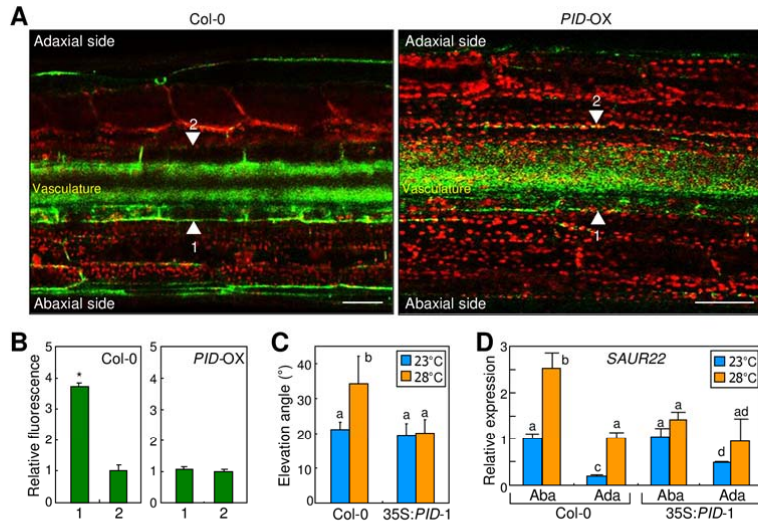 A
Col-0
PID-OX
Adaxial side
Adaxial side
2
2
Vasculature
1
1
Abaxial side
Abaxial side
B
Relative fluorescence
5
4
3
2
1
0
Col-0
*
1 2
5
4
3
2
1
0
PID-OX
1 2
C
Elevation angle (°)
40
30
20
10
0
23°C
28°C
a b a a
Col-0 35S:PID-1
D
Relative expression
3
2
1
0
SAUR22
23°C
28°C
a b c a a a d ad
Aba Ada Aba Ada
Col-0 35S:PID-1